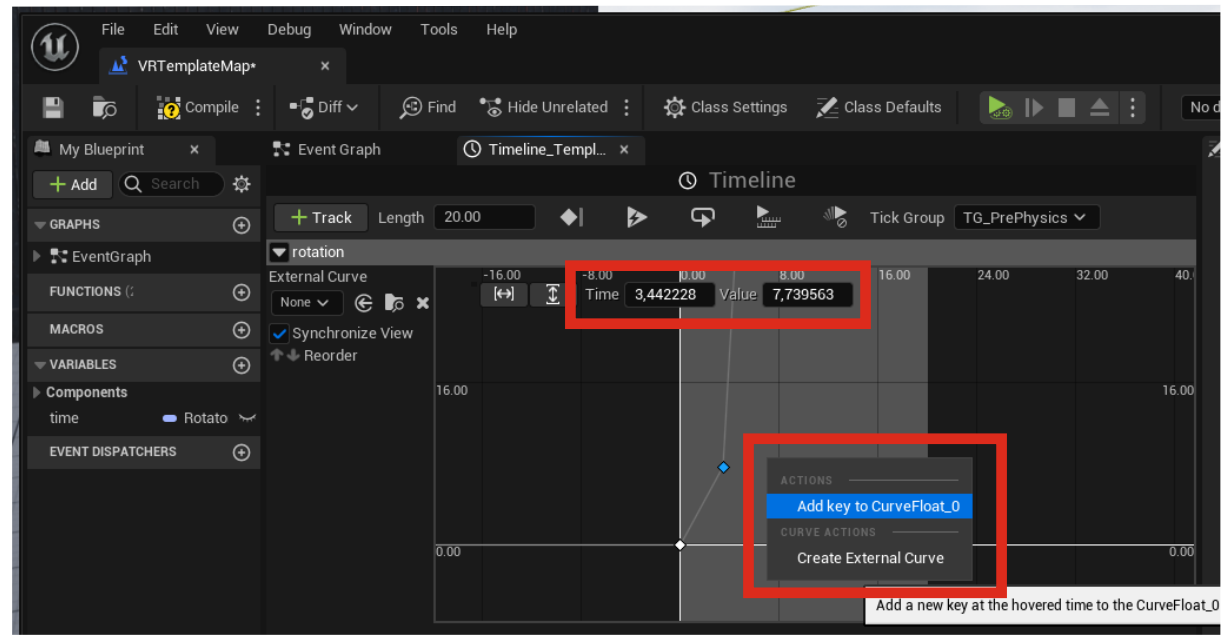 File Edit View Debug Window Tools Help
VRTemplateMap* ×
Compile Diff Find Hide Unrelated Class Settings Class Defaults No d
My Blueprint × Event Graph Timeline_Templ... ×
+ Add Search Timeline
+ Track Length 20.00 Tick Group TG_PrePhysics
GRAPHS
rotation
EventGraph
External Curve -16.00 -8.00 0.00 8.00 16.00 24.00 32.00 40.
FUNCTIONS (
None Time 3,442228 Value 7,739563
MACROS
Synchronize View
Reorder
VARIABLES
Components 16.00 16.00
time Rotato
EVENT DISPATCHERS
ACTIONS
Add key to CurveFloat_0
CURVE ACTIONS
0.00 Create External Curve 0.00
Add a new key at the hovered time to the CurveFloat_0